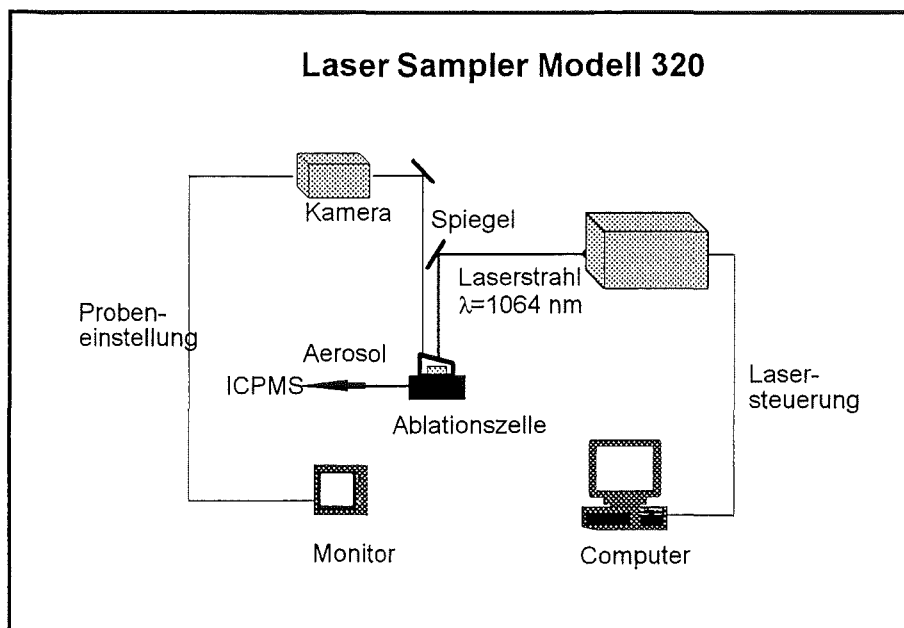 Laser Sampler Modell 320
Kamera
Spiegel
Laserstrahl
λ=1064 nm
Proben-
einstellung
Aerosol
ICPMS
Ablationszelle
Laser-
steuerung
Monitor
Computer